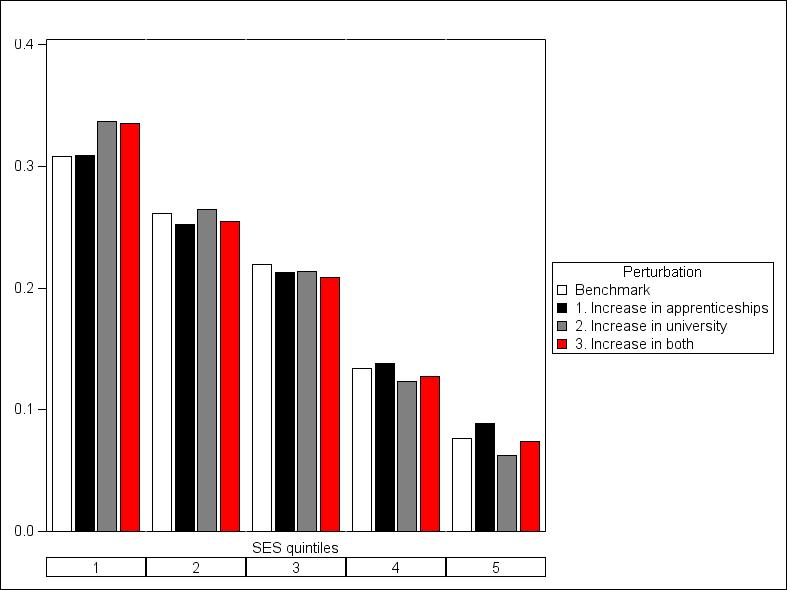 0.4
0.3
0.2
0.1
0.0
SES quintiles
1 2 3 4 5
Perturbation
Benchmark
1. Increase in apprenticeships
2. Increase in university
3. Increase in both